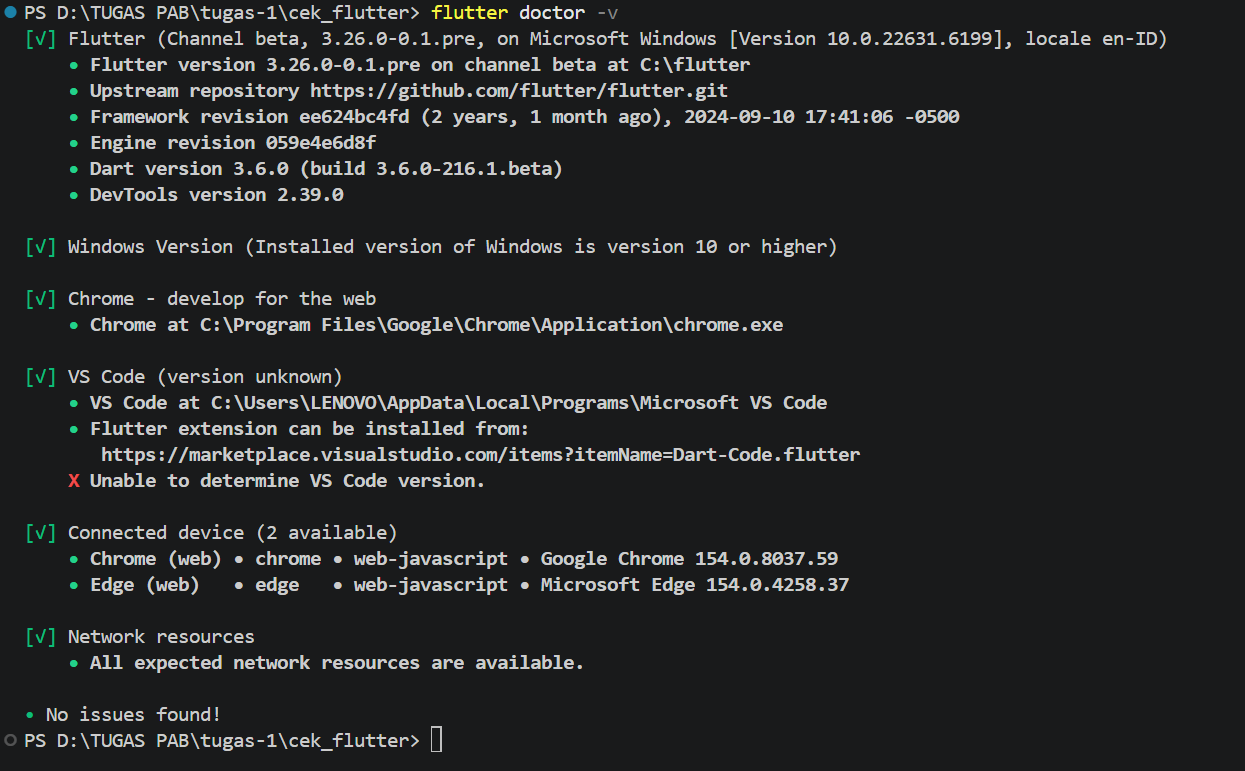 PS D:\TUGAS PAB\tugas-1\cek_flutter> flutter doctor -v
[√] Flutter (Channel beta, 3.26.0-0.1.pre, on Microsoft Windows [Version 10.0.22631.6199], locale en-ID)
• Flutter version 3.26.0-0.1.pre on channel beta at C:\flutter
• Upstream repository https://github.com/flutter/flutter.git
• Framework revision ee624bc4fd (2 years, 1 month ago), 2024-09-10 17:41:06 -0500
• Engine revision 059e4e6d8f
• Dart version 3.6.0 (build 3.6.0-216.1.beta)
• DevTools version 2.39.0
[√] Windows Version (Installed version of Windows is version 10 or higher)
[√] Chrome - develop for the web
• Chrome at C:\Program Files\Google\Chrome\Application\chrome.exe
[√] VS Code (version unknown)
• VS Code at C:\Users\LENOVO\AppData\Local\Programs\Microsoft VS Code
• Flutter extension can be installed from:
https://marketplace.visualstudio.com/items?itemName=Dart-Code.flutter
X Unable to determine VS Code version.
[√] Connected device (2 available)
• Chrome (web) • chrome • web-javascript • Google Chrome 154.0.8037.59
• Edge (web) • edge • web-javascript • Microsoft Edge 154.0.4258.37
[√] Network resources
• All expected network resources are available.
• No issues found!
PS D:\TUGAS PAB\tugas-1\cek_flutter>